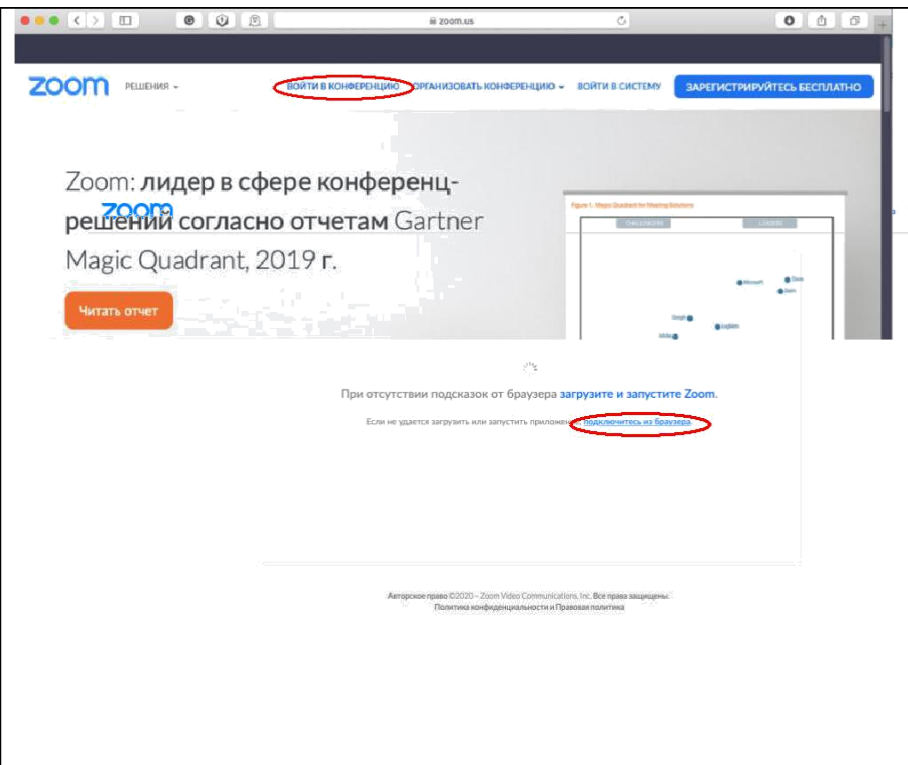 zoom.us
zoom РЕШЕНИЯ ВОЙТИ В КОНФЕРЕНЦИЮ ОРГАНИЗОВАТЬ КОНФЕРЕНЦИЮ ВОЙТИ В СИСТЕМУ ЗАРЕГИСТРИРУЙТЕСЬ БЕСПЛАТНО
Zoom: лидер в сфере конференц-
zoom
решений согласно отчетам Gartner
Magic Quadrant, 2019 г.
Читать отчет
Figure 1. Magic Quadrant for Meeting Solutions
CHALLENGERS LEADERS
Microsoft Cisco
Zoom
Google LogMeIn
При отсутствии подсказок от браузера загрузите и запустите Zoom.
Если не удается загрузить или запустить приложение, подключитесь из браузера.
Авторское право ©2020 – Zoom Video Communications, Inc. Все права защищены.
Политика конфиденциальности и Правовая политика